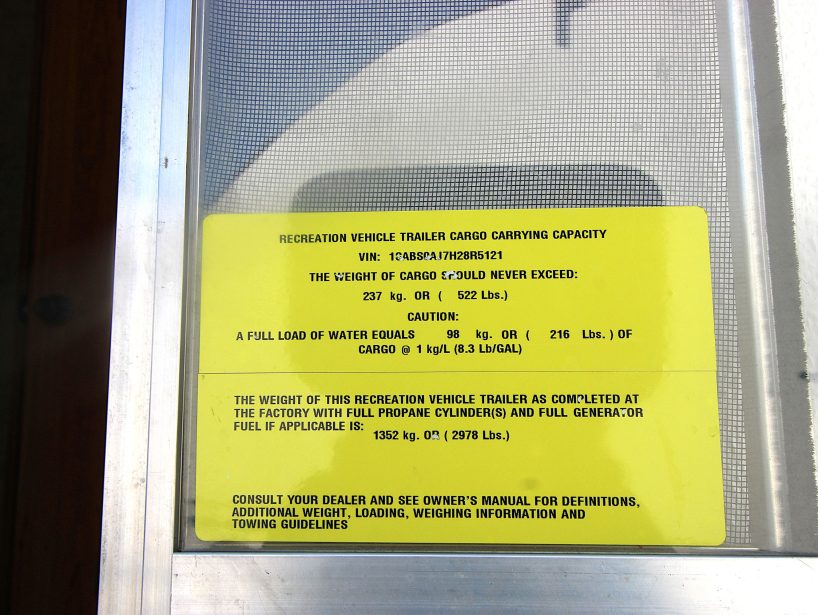 RECREATION VEHICLE TRAILER CARGO CARRYING CAPACITY
VIN:
THE WEIGHT OF CARGO SHOULD NEVER EXCEED:
237 kg. OR ( 522 Lbs.)
CAUTION:
A FULL LOAD OF WATER EQUALS 98 kg. OR ( 216 Lbs. ) OF
CARGO @ 1 kg/L (8.3 Lb/GAL)
THE WEIGHT OF THIS RECREATION VEHICLE TRAILER AS COMPLETED AT
THE FACTORY WITH FULL PROPANE CYLINDER(S) AND FULL GENERATOR
FUEL IF APPLICABLE IS:
1352 kg. OR ( 2978 Lbs.)
CONSULT YOUR DEALER AND SEE OWNER'S MANUAL FOR DEFINITIONS,
ADDITIONAL WEIGHT, LOADING, WEIGHING INFORMATION AND
TOWING GUIDELINES